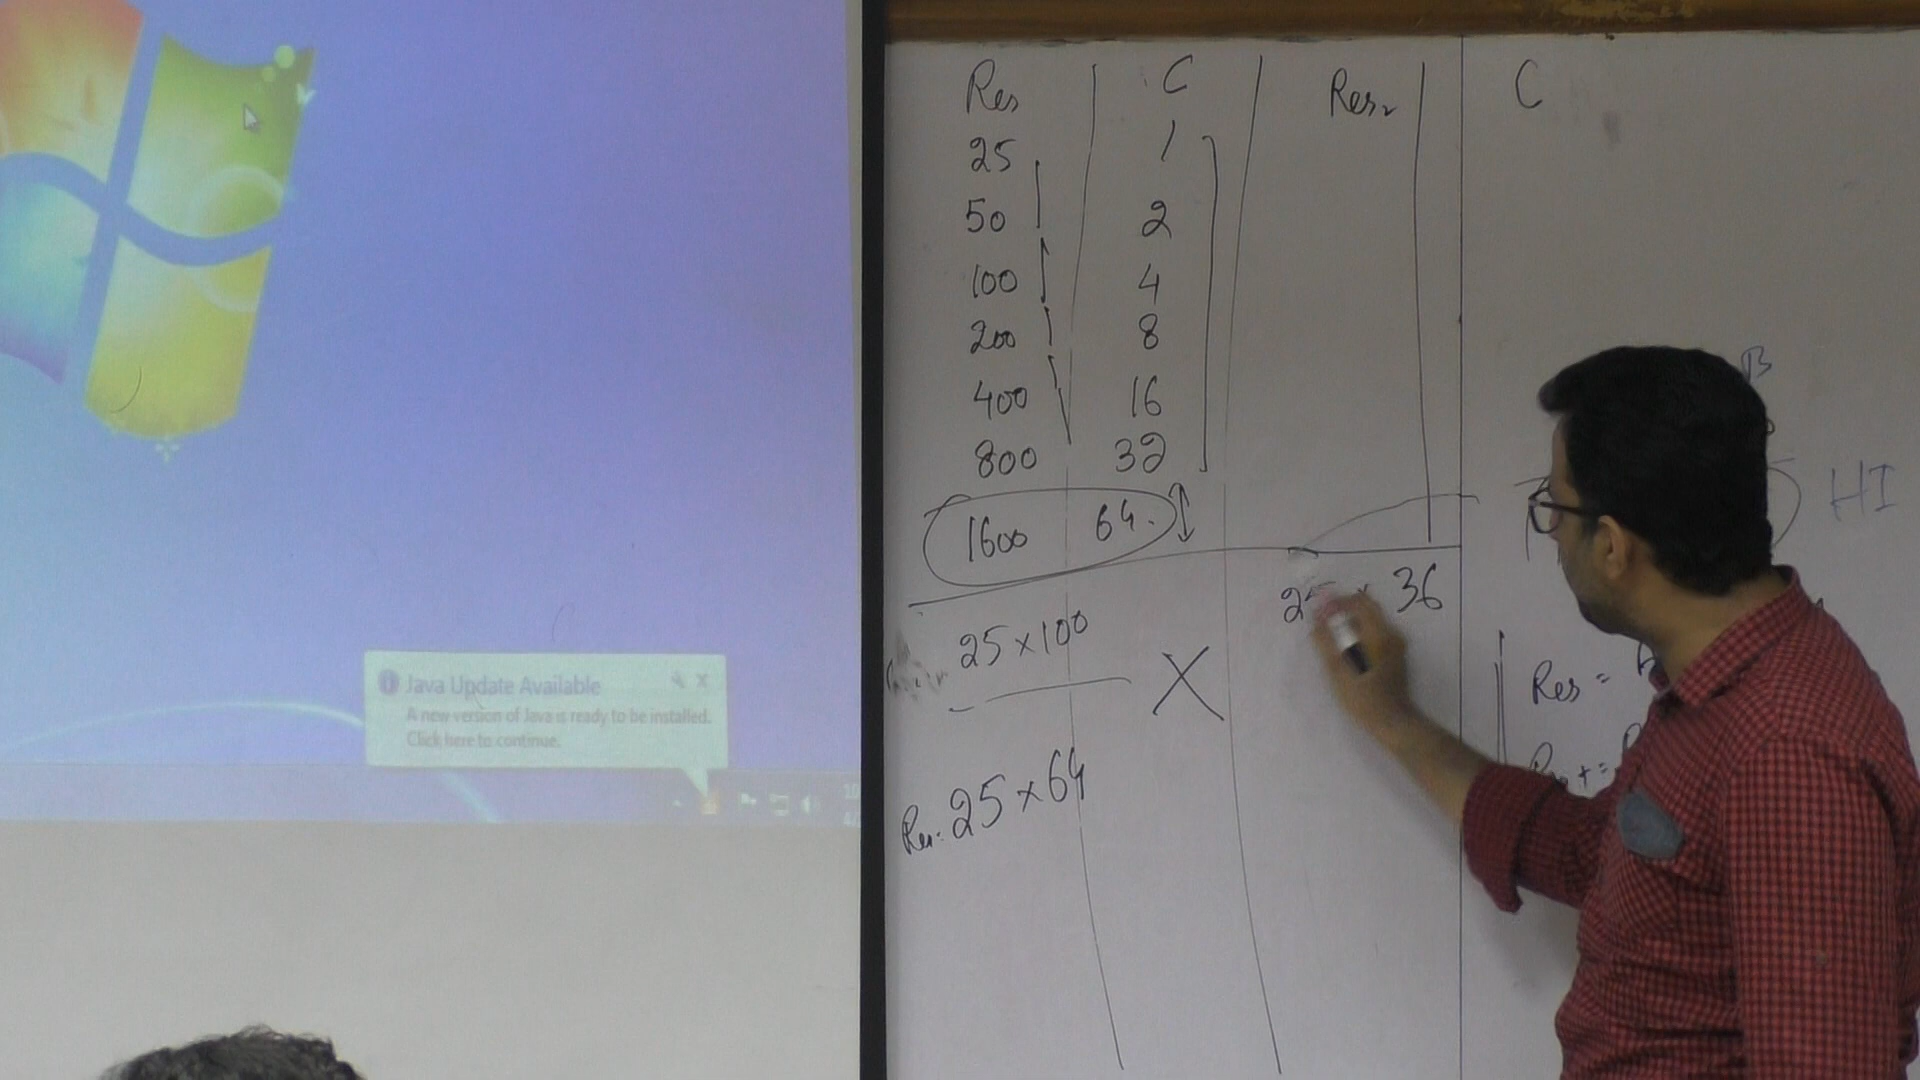 Java Update Available
A new version of Java is ready to be installed.
Click here to continue.
Res C Res₂ C
25 1
50 2
100 4
200 8
400 16
800 32
1600 64
25 x 100
36
Res: 25 x 64
B
HI
Res =